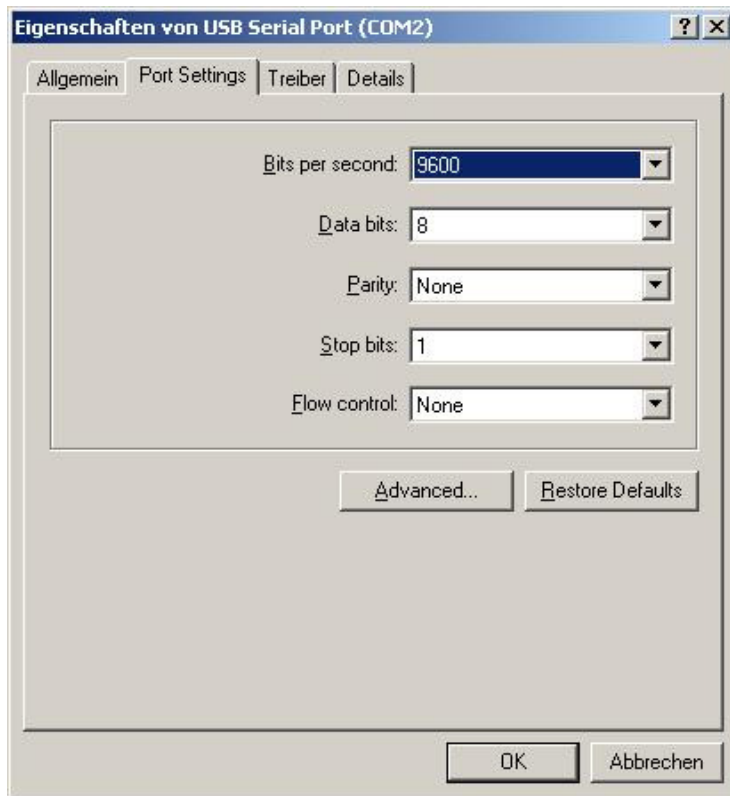 Eigenschaften von USB Serial Port (COM2)
Allgemein Port Settings Treiber Details
Bits per second: 9600
Data bits: 8
Parity: None
Stop bits: 1
Flow control: None
Advanced... Restore Defaults
OK Abbrechen